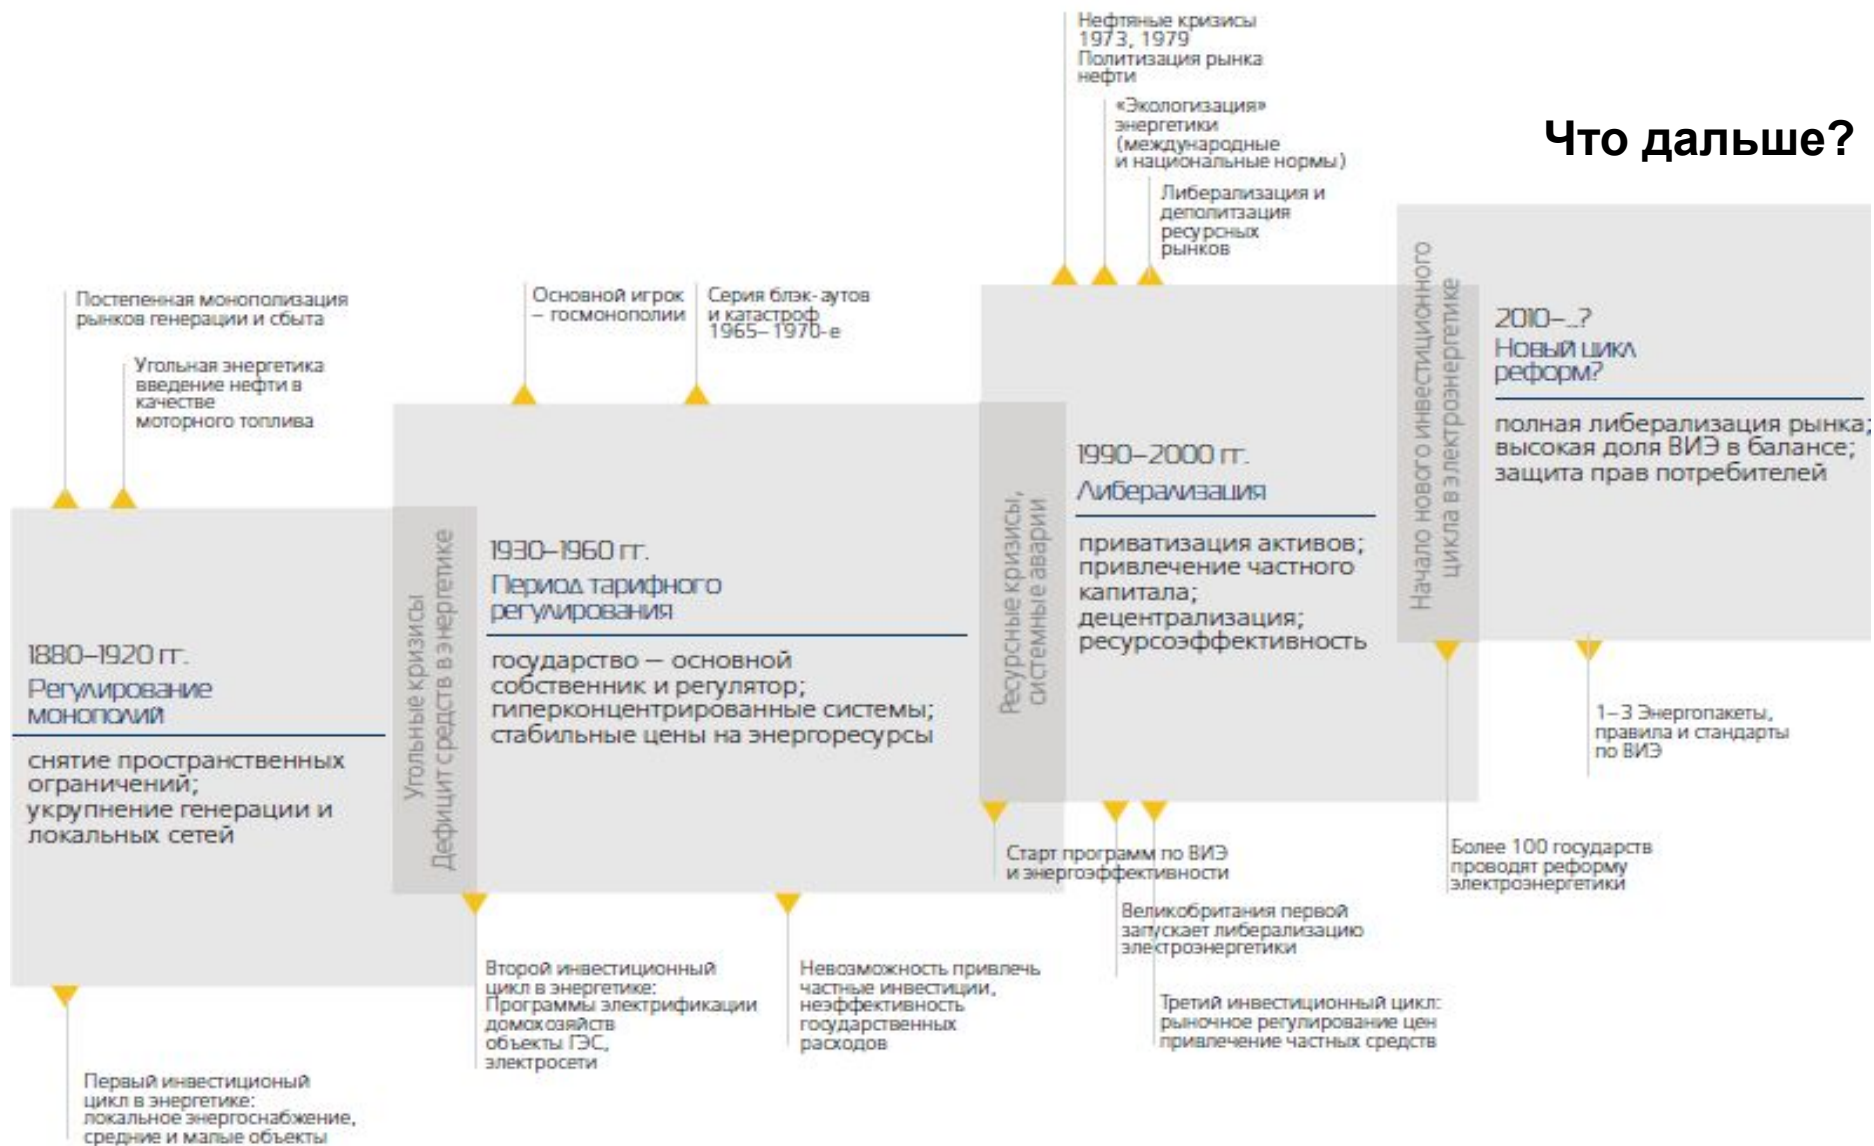 Нефтяные кризисы
1973, 1979
Политизация рынка
нефти
«Экологизация»
энергетики
(международные
и национальные нормы)
Либерализация и
деполитзация
ресурсных
рынков
Что дальше?
Постепенная монополизация
рынков генерации и сбыта
Угольная энергетика
введение нефти в
качестве
моторного топлива
Основной игрок
– госмонополии
Серия блэк-аутов
и катастроф
1965–1970-е
1880–1920 гг.
Регулирование
монополий
снятие пространственных
ограничений;
укрупнение генерации и
локальных сетей
Угольные кризисы
Дефицит средств в энергетике
1930–1960 гг.
Период тарифного
регулирования
государство – основной
собственник и регулятор;
гиперконцентрированные системы;
стабильные цены на энергоресурсы
Ресурсные кризисы,
системные аварии
1990–2000 гг.
Либерализация
приватизация активов;
привлечение частного
капитала;
децентрализация;
ресурсоэффективность
Начало нового инвестиционного
цикла в электроэнергетике
2010–...?
Новый цикл
реформ?
полная либерализация рынка;
высокая доля ВИЭ в балансе;
защита прав потребителей
Первый инвестиционый
цикл в энергетике:
локальное энергоснабжение,
средние и малые объекты
Второй инвестиционный
цикл в энергетике:
Программы электрификации
домохозяйств
объекты ГЭС,
электросети
Невозможность привлечь
частные инвестиции,
неэффективность
государственных
расходов
Старт программ по ВИЭ
и энергоэффективности
Великобритания первой
запускает либерализацию
электроэнергетики
Третий инвестиционный цикл:
рыночное регулирование цен
привлечение частных средств
Более 100 государств
проводят реформу
электроэнергетики
1–3 Энергопакеты,
правила и стандарты
по ВИЭ